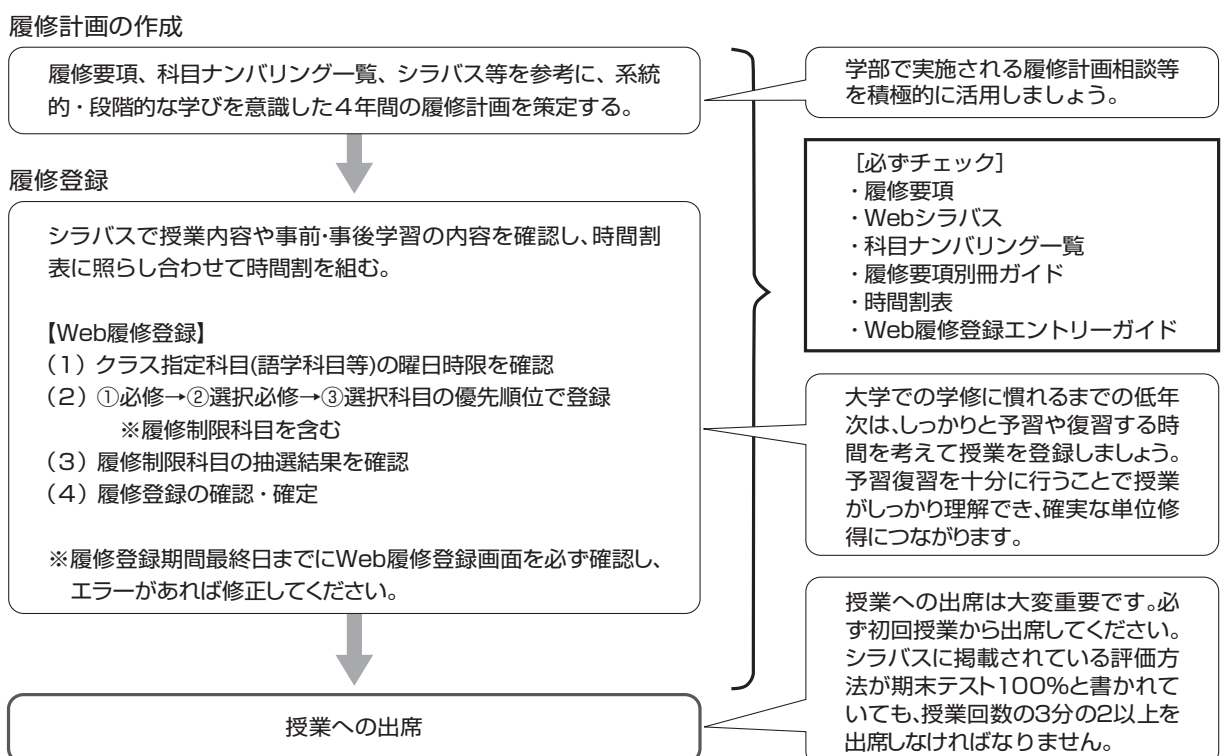 履修計画の作成
履修要項、科目ナンバリング一覧、シラバス等を参考に、系統
的・段階的な学びを意識した4年間の履修計画を策定する。
学部で実施される履修計画相談等
を積極的に活用しましょう。
[必ずチェック]
・履修要項
・Webシラバス
・科目ナンバリング一覧
・履修要項別冊ガイド
・時間割表
・Web履修登録エントリーガイド
履修登録
シラバスで授業内容や事前・事後学習の内容を確認し、時間割
表に照らし合わせて時間割を組む。
【Web履修登録】
(1)クラス指定科目(語学科目等)の曜日時限を確認
(2)①必修→②選択必修→③選択科目の優先順位で登録
※履修制限科目を含む
(3)履修制限科目の抽選結果を確認
(4)履修登録の確認・確定
※履修登録期間最終日までにWeb履修登録画面を必ず確認し、
エラーがあれば修正してください。
大学での学修に慣れるまでの低年
次は、しっかりと予習や復習する時
間を考えて授業を登録しましょう。
予習復習を十分に行うことで授業
がしっかり理解でき、確実な単位修
得につながります。
授業への出席
授業への出席は大変重要です。必
ず初回授業から出席してください。
シラバスに掲載されている評価方
法が期末テスト100%と書かれて
いても、授業回数の3分の2以上を
出席しなければなりません。